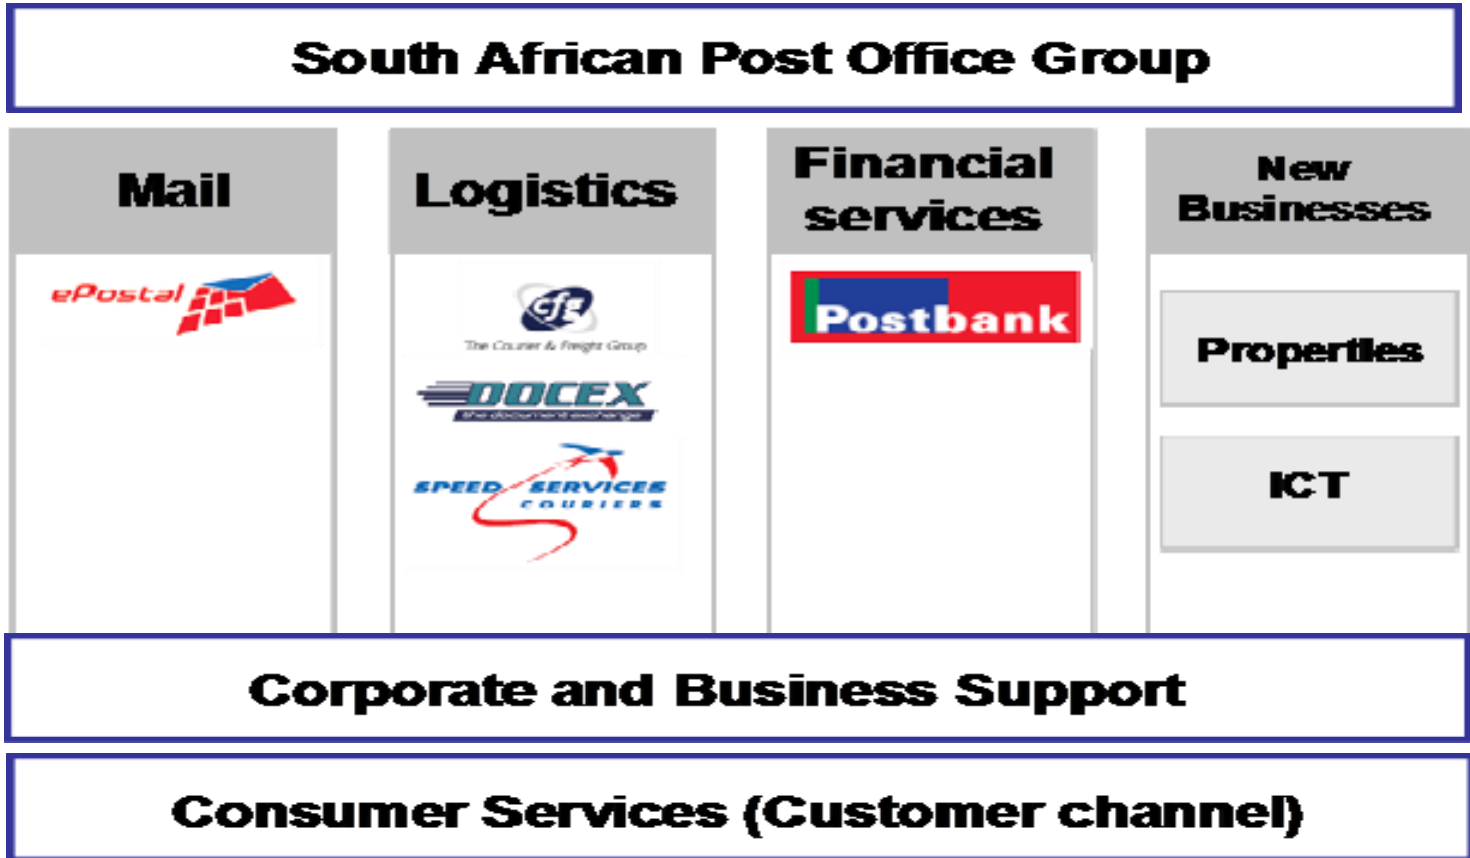 South African Post Office Group
Mail
Logistics
Financial
services
New
Businesses
ePostal
cfg
The Courier & Freight Group
DOCEX
the document exchange
SPEED SERVICES
COURIERS
Postbank
Properties
ICT
Corporate and Business Support
Consumer Services (Customer channel)